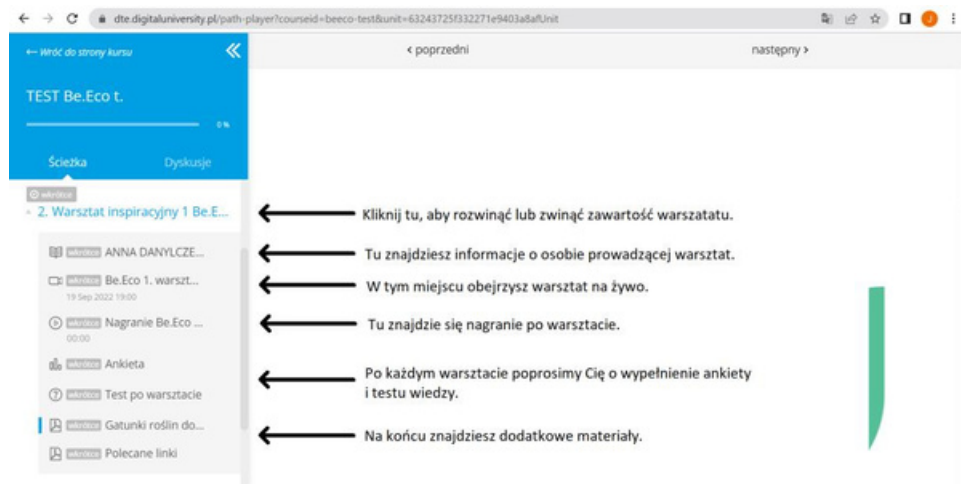 dte.digitaluniversity.pl/path-player?courseid=beeco-test&unit=63243725f332271e9403a8afUnit
← Wróć do strony kursu
‹ poprzedni
następny ›
TEST Be.Eco t.
0 %
Ścieżka
Dyskusje
wkrótce
2. Warsztat inspiracyjny 1 Be.E...
Kliknij tu, aby rozwinąć lub zwinąć zawartość warszatatu.
wkrótce ANNA DANYLCZE...
Tu znajdziesz informacje o osobie prowadzącej warsztat.
wkrótce Be.Eco 1. warszt...
19 Sep 2022 19:00
W tym miejscu obejrzysz warsztat na żywo.
wkrótce Nagranie Be.Eco ...
00:00
Tu znajdzie się nagranie po warsztacie.
wkrótce Ankieta
wkrótce Test po warsztacie
Po każdym warsztacie poprosimy Cię o wypełnienie ankiety
i testu wiedzy.
wkrótce Gatunki roślin do...
wkrótce Polecane linki
Na końcu znajdziesz dodatkowe materiały.